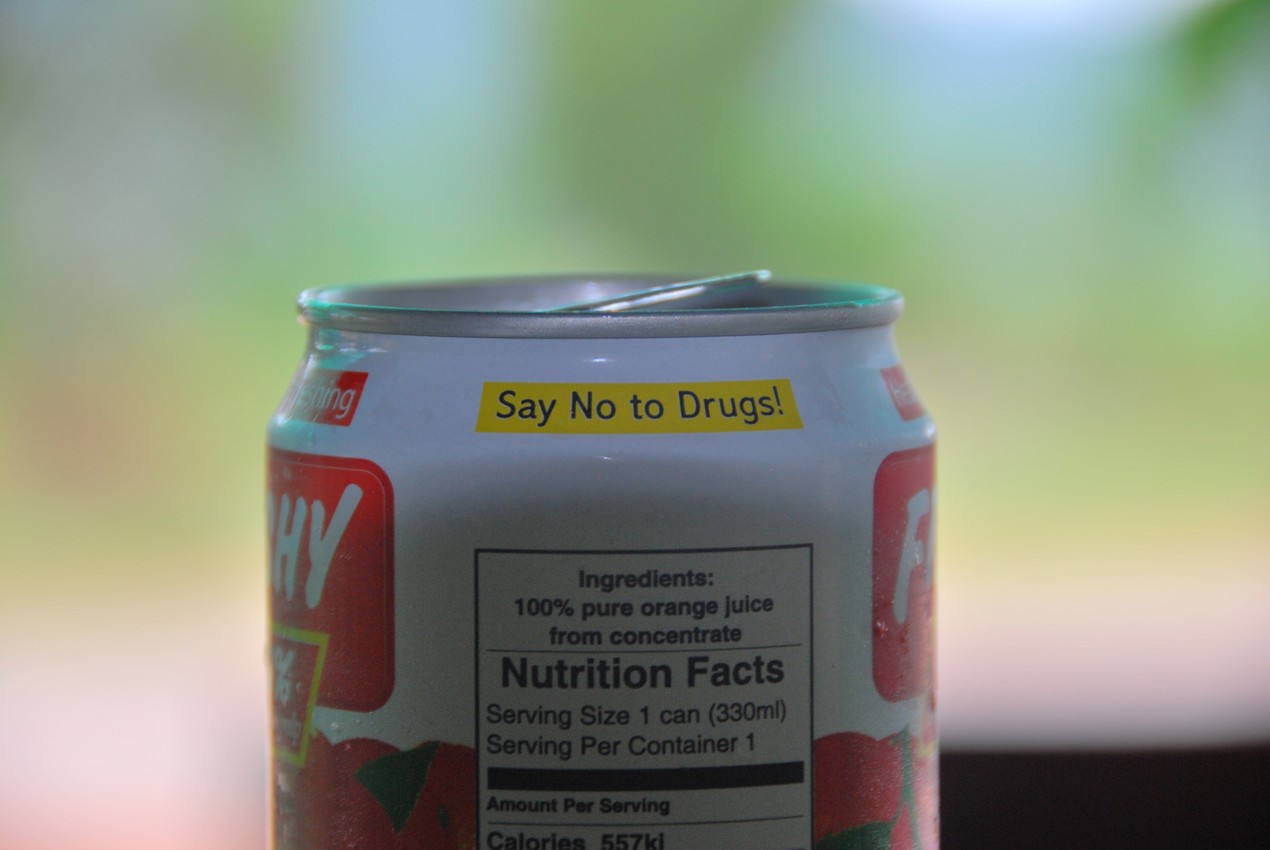 Say No to Drugs!
Ingredients:
100% pure orange juice
from concentrate
Nutrition Facts
Serving Size 1 can (330ml)
Serving Per Container 1
Amount Per Serving
Calories 557kj